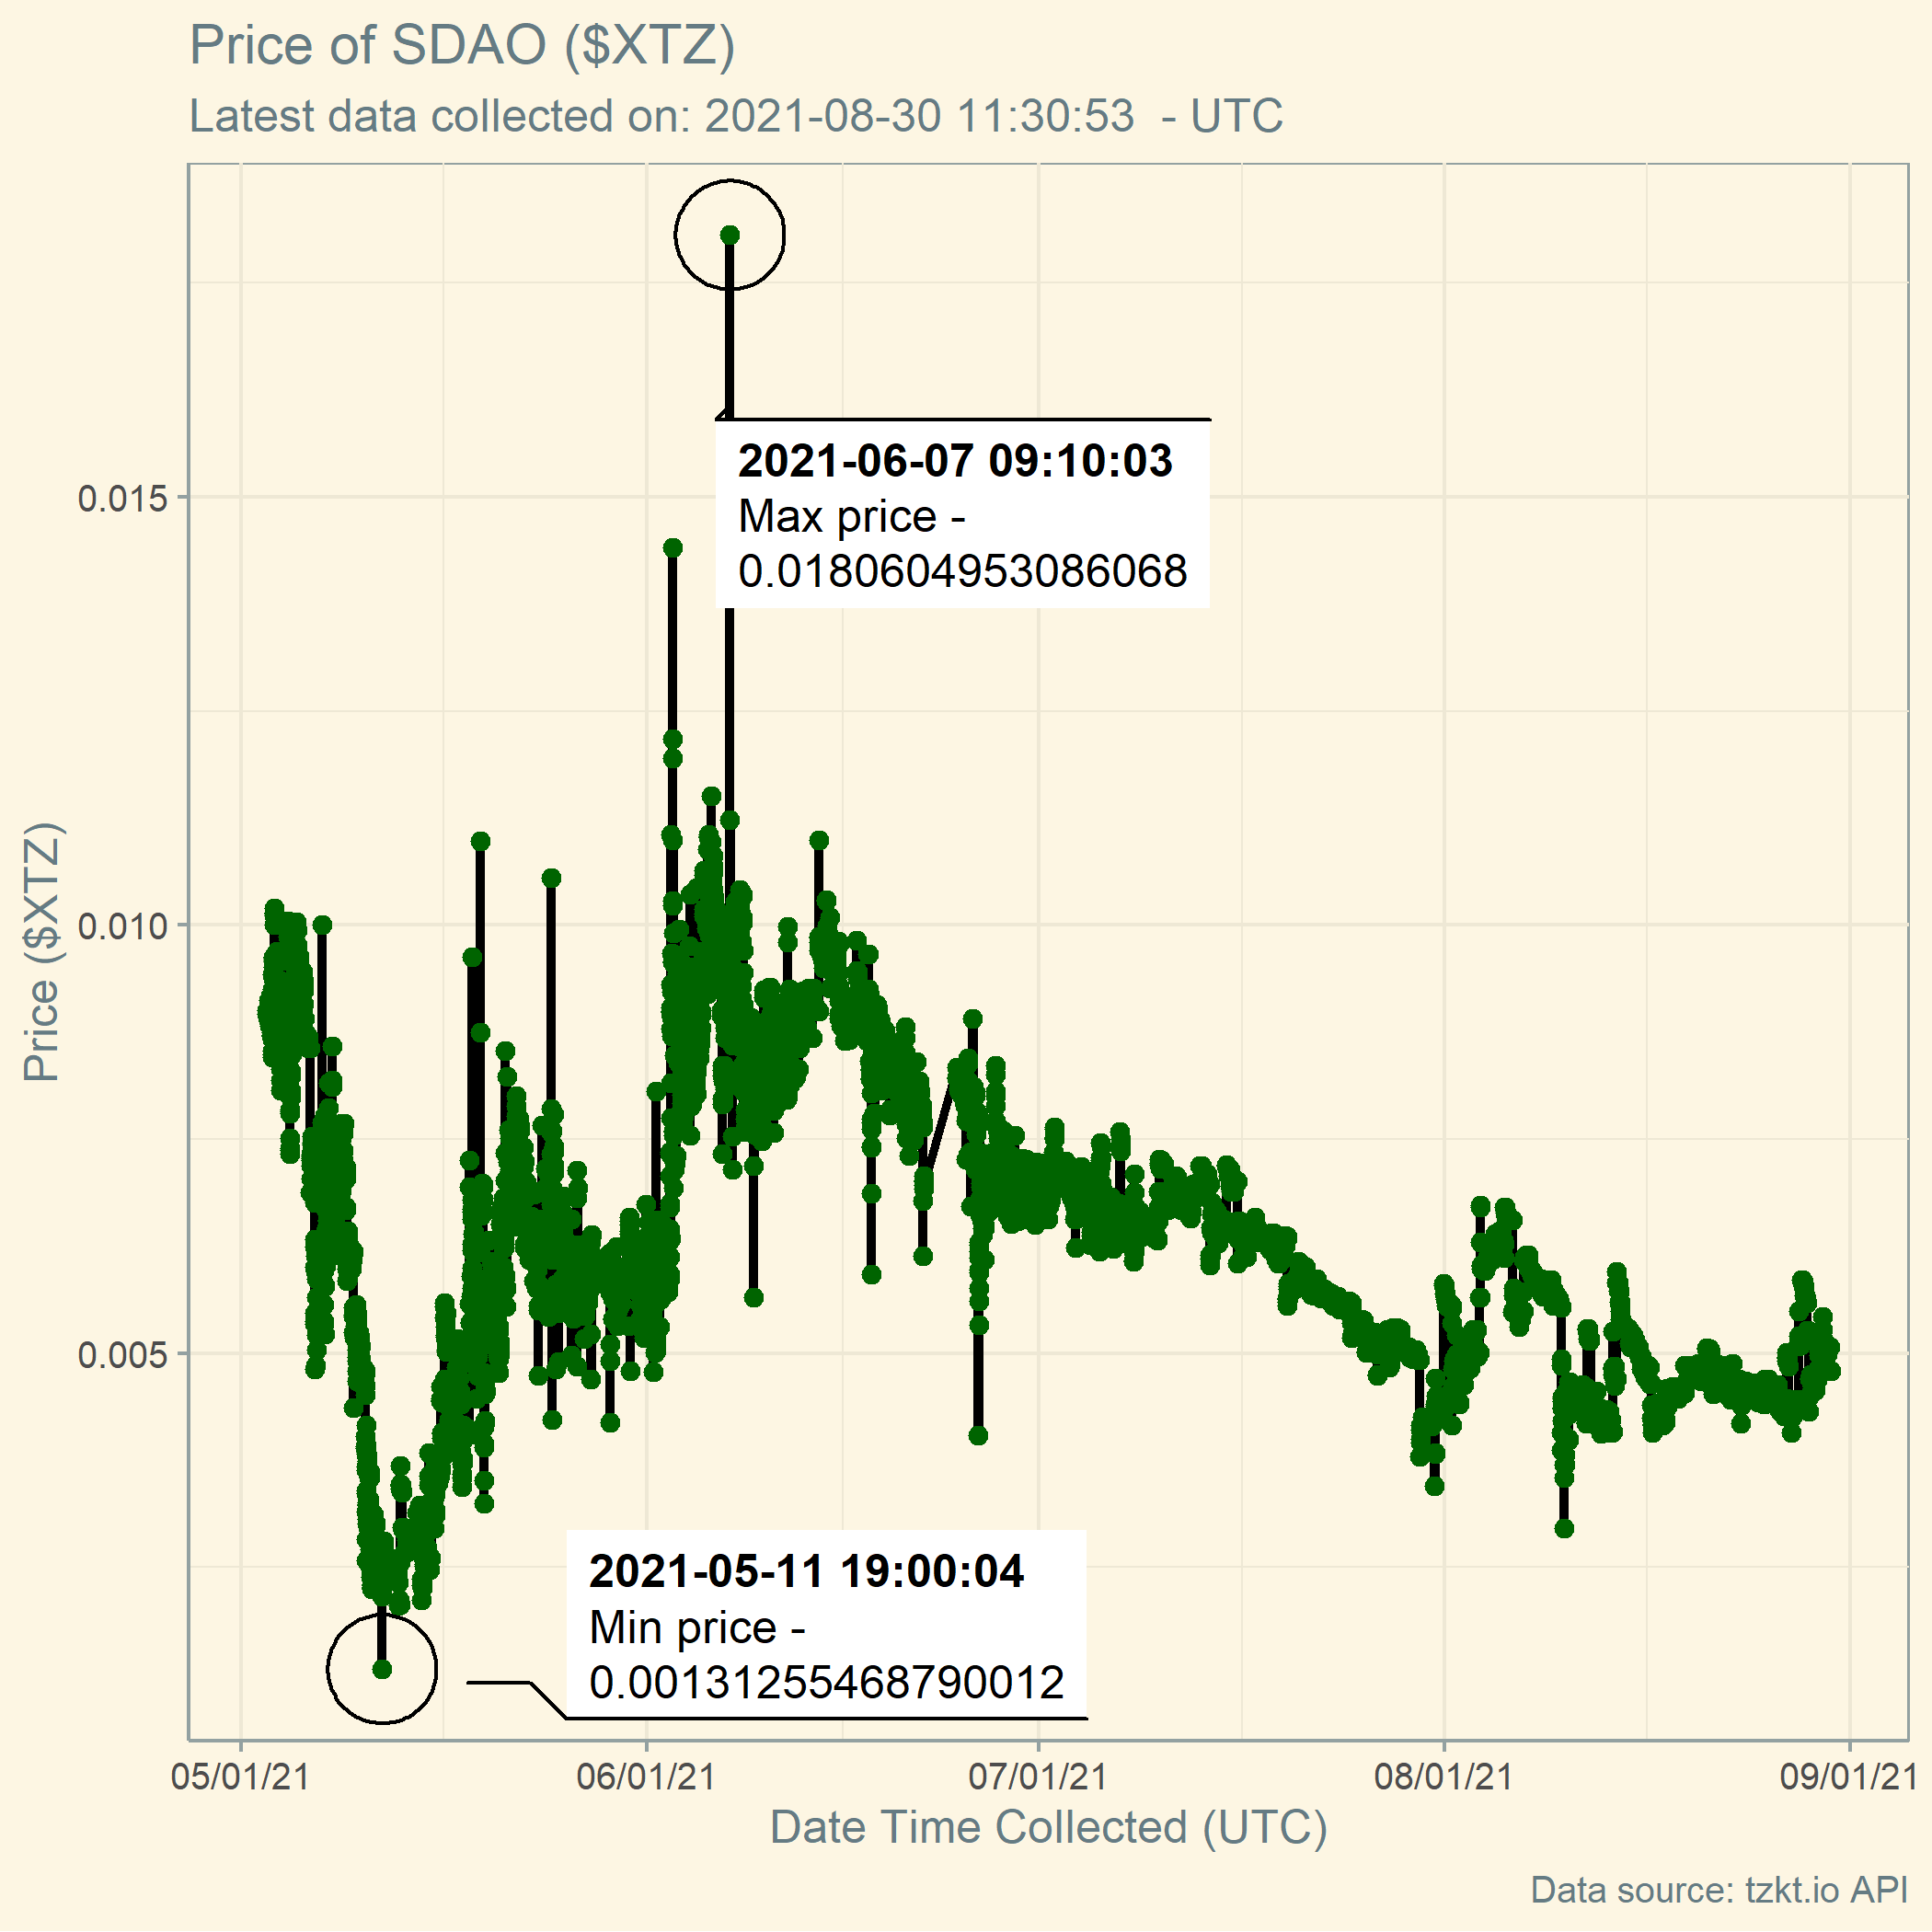 Price of SDAO ($XTZ)
Latest data collected on: 2021-08-30 11:30:53  - UTC
2021-06-07 09:10:03
Max price -
0.0180604953086068
0.015
0.010
0.005
Price ($XTZ)
2021-05-11 19:00:04
Min price -
0.00131255468790012
05/01/21
06/01/21
07/01/21
08/01/21
09/01/21
Date Time Collected (UTC)
Data source: tzkt.io API